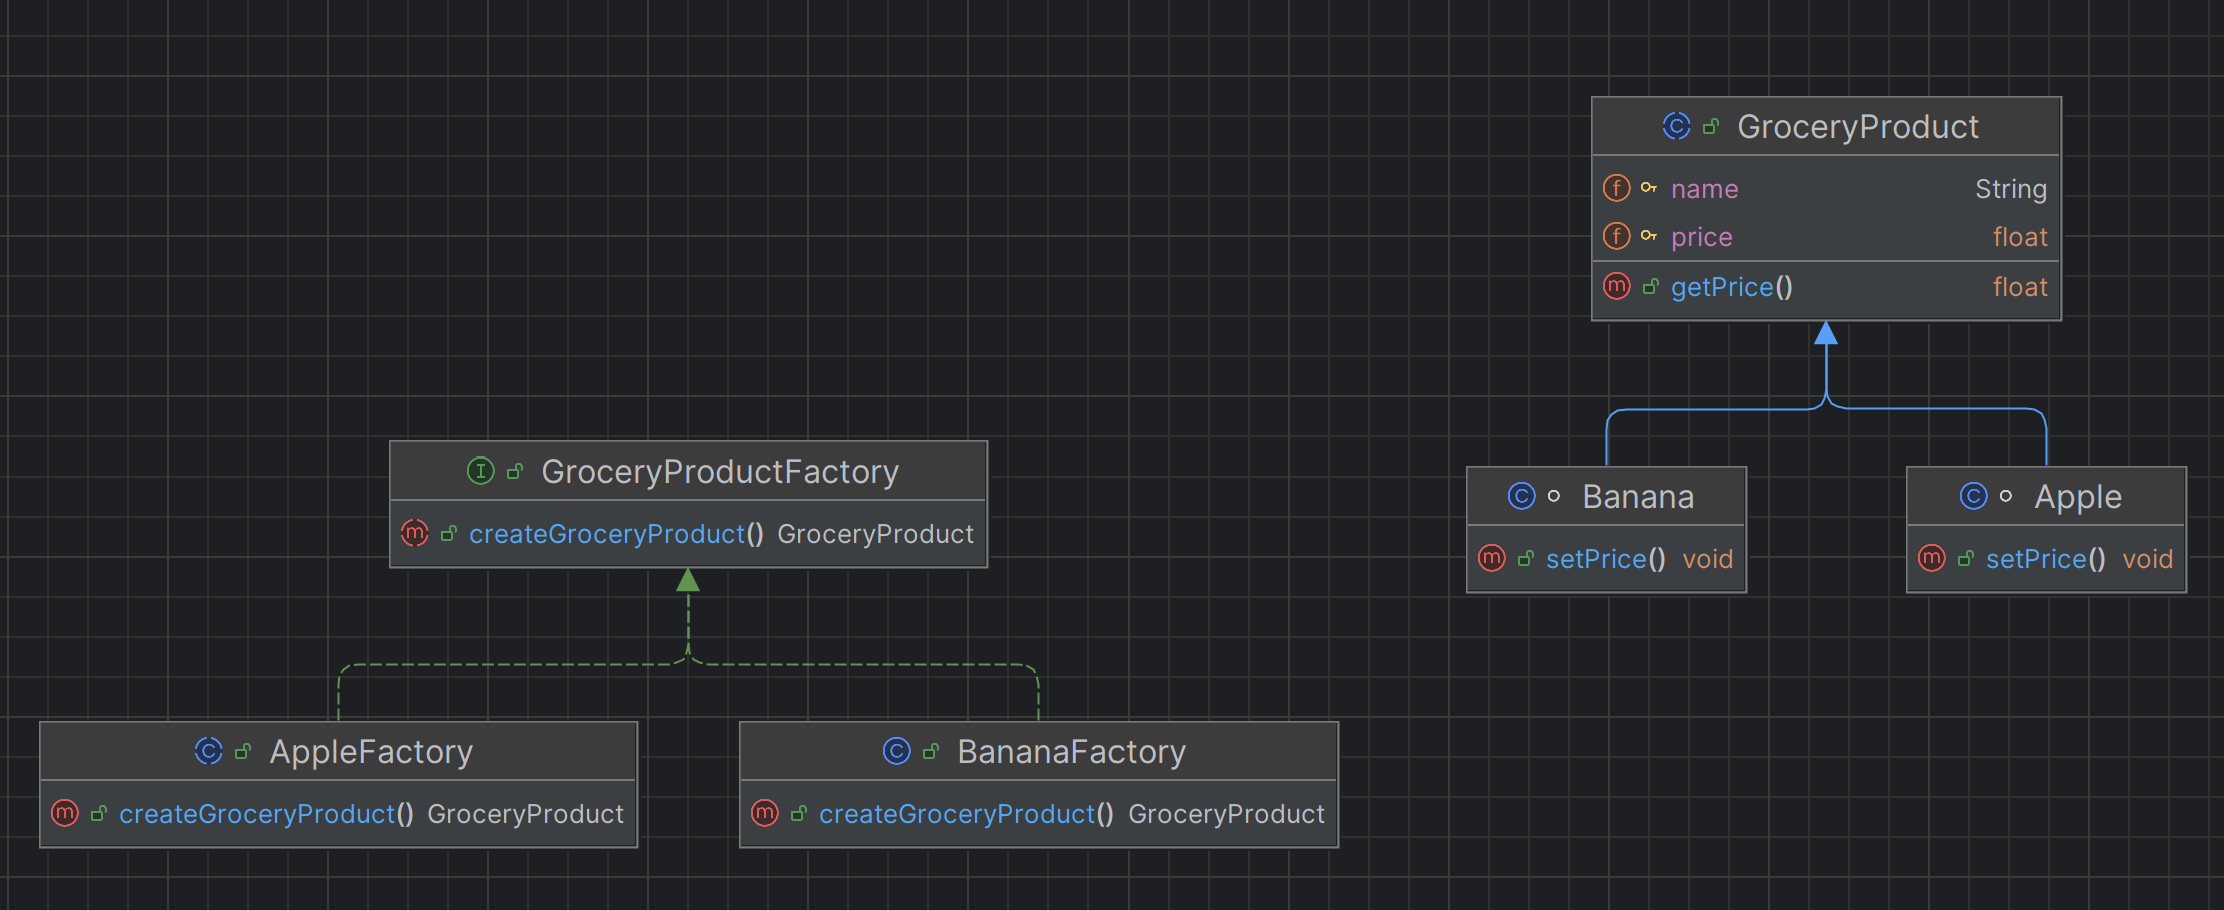 GroceryProduct
name String
price float
getPrice() float
GroceryProductFactory
createGroceryProduct() GroceryProduct
Banana
setPrice() void
Apple
setPrice() void
AppleFactory
createGroceryProduct() GroceryProduct
BananaFactory
createGroceryProduct() GroceryProduct